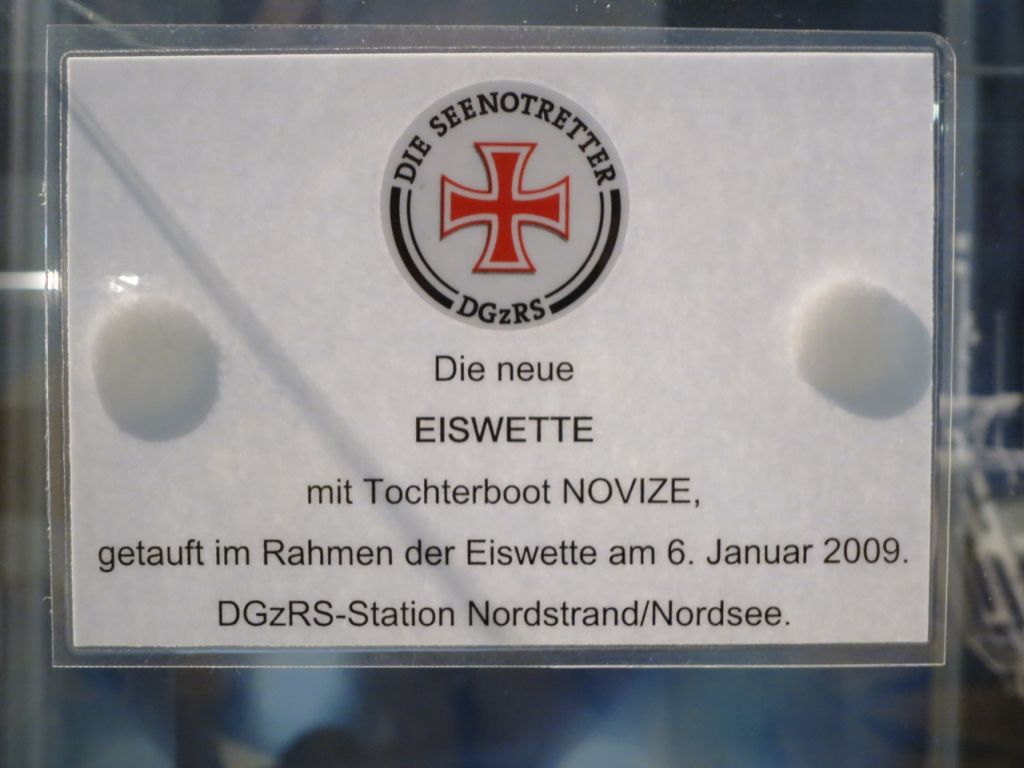 DIE SEENOTRETTER
DGzRS
Die neue
EISWETTE
mit Tochterboot NOVIZE,
getauft im Rahmen der Eiswette am 6. Januar 2009.
DGzRS-Station Nordstrand/Nordsee.